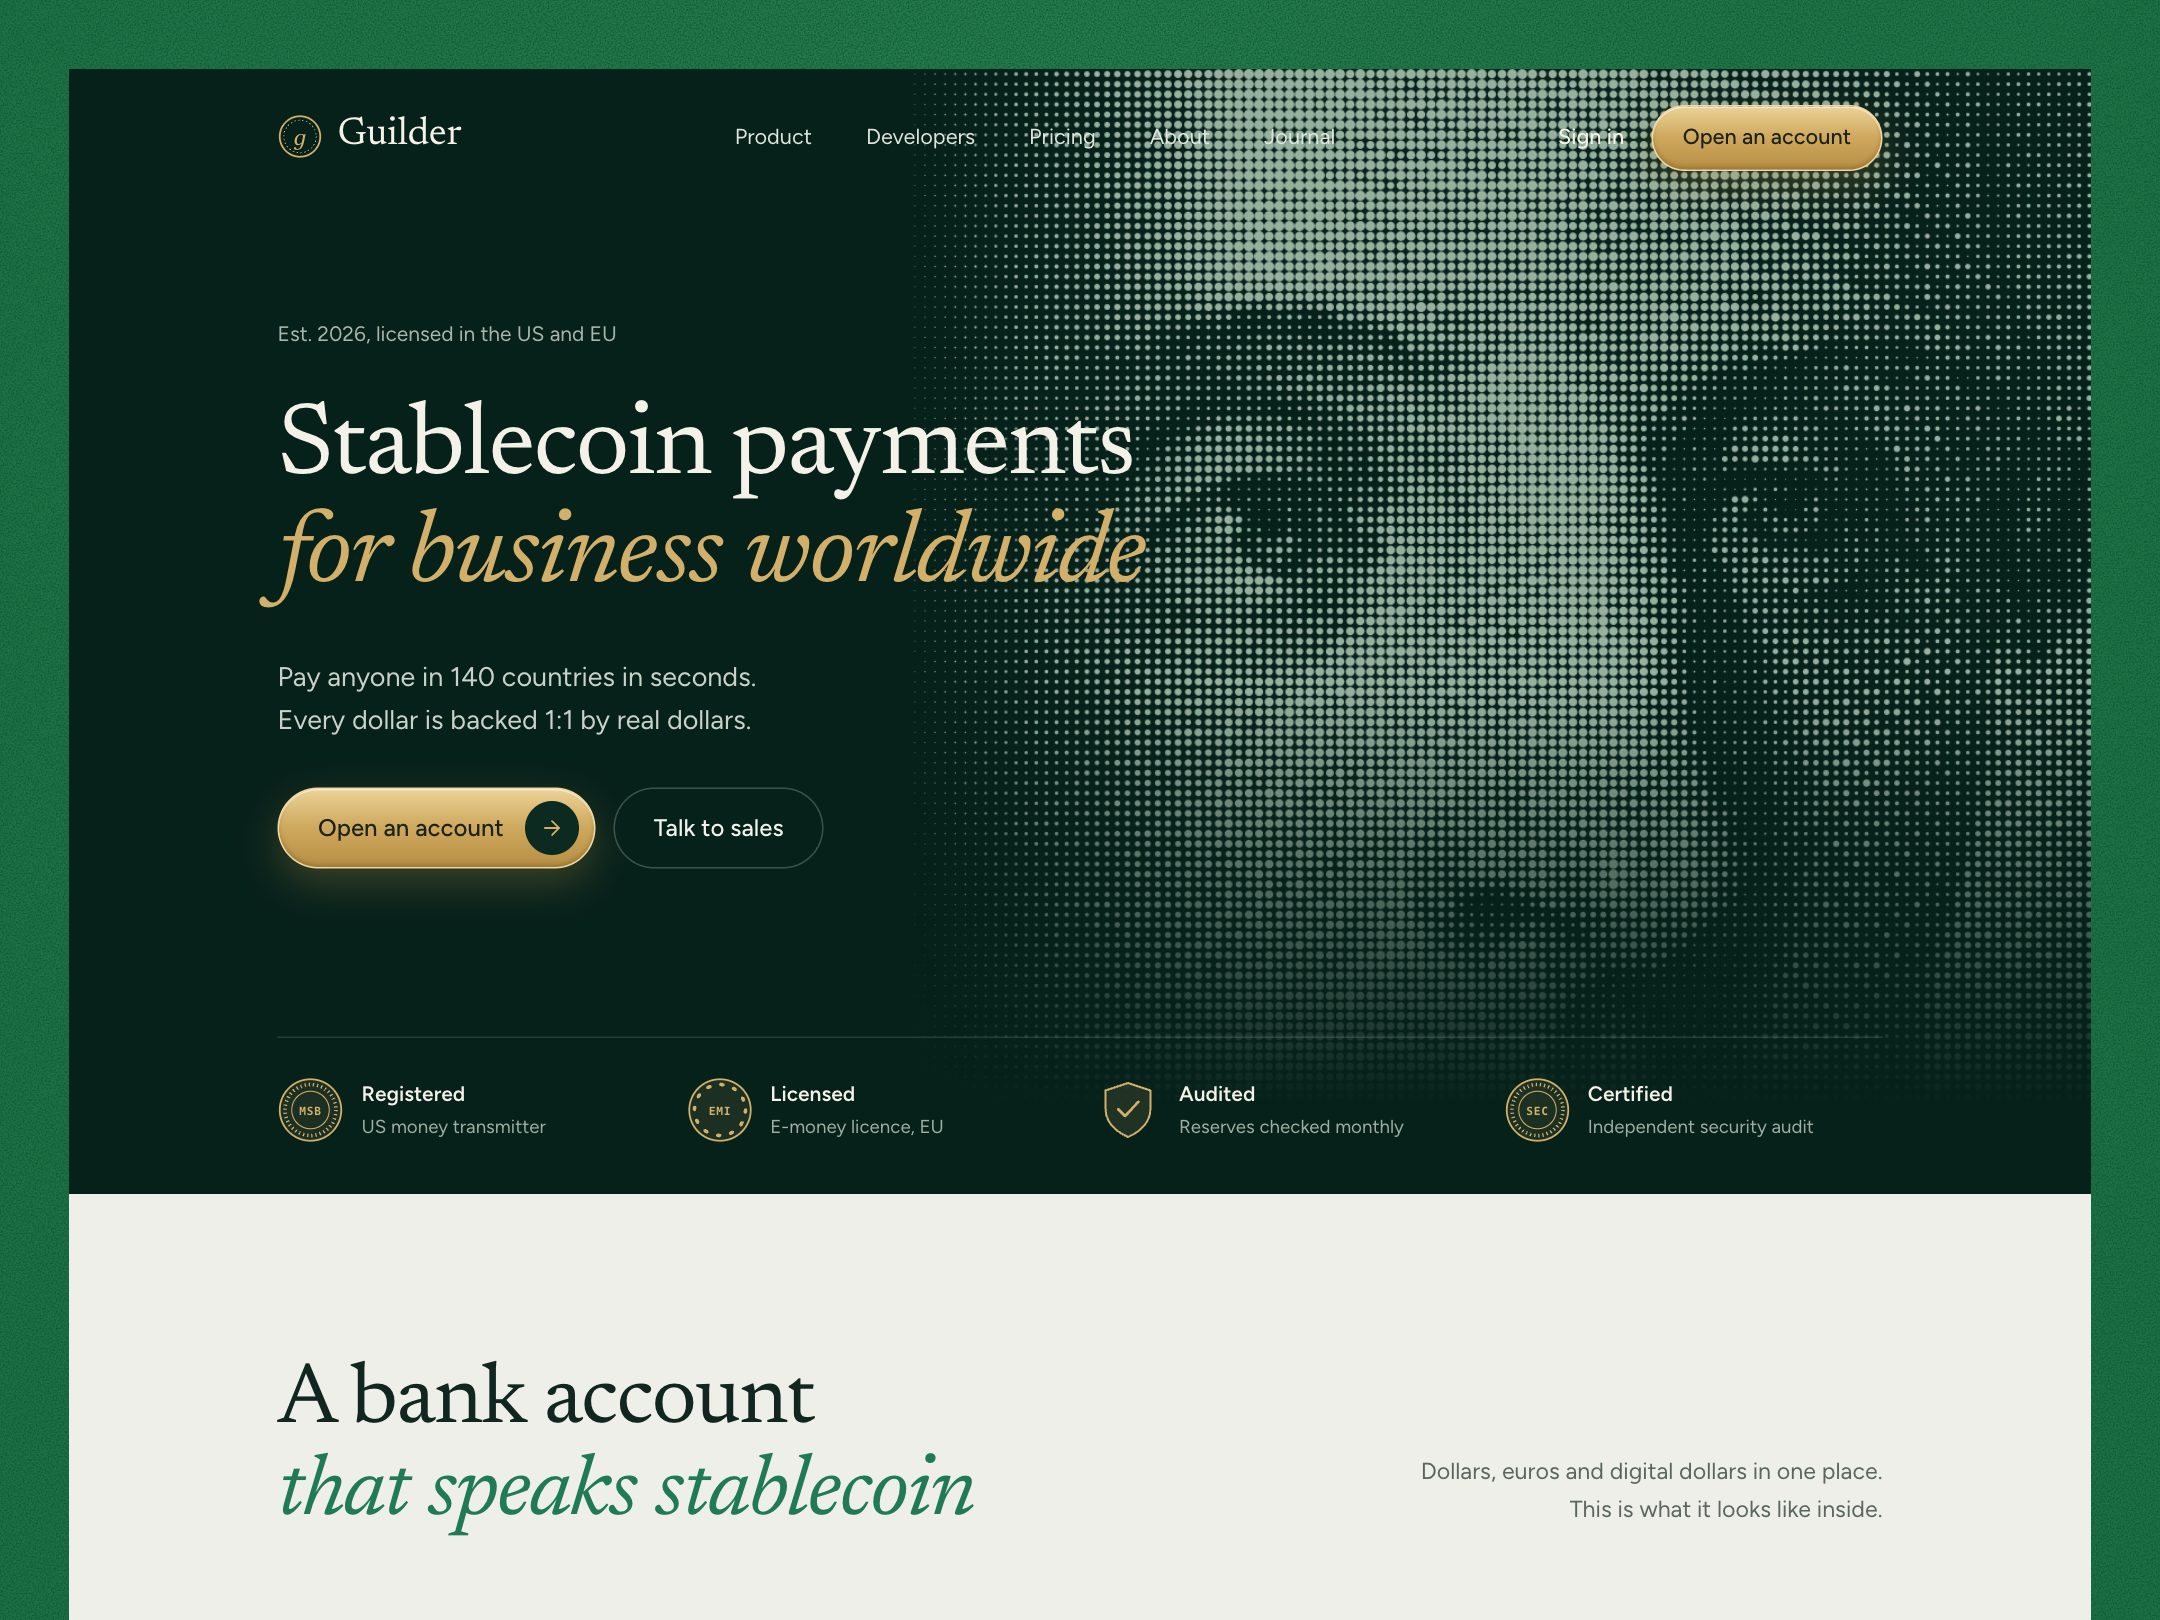 g Guilder
Product Developers Pricing About Journal Sign in Open an account
Est. 2026, licensed in the US and EU
Stablecoin payments
for business worldwide
Pay anyone in 140 countries in seconds.
Every dollar is backed 1:1 by real dollars.
Open an account → Talk to sales
MSB Registered
US money transmitter
EMI Licensed
E-money licence, EU
Audited
Reserves checked monthly
SEC Certified
Independent security audit
A bank account
that speaks stablecoin
Dollars, euros and digital dollars in one place.
This is what it looks like inside.